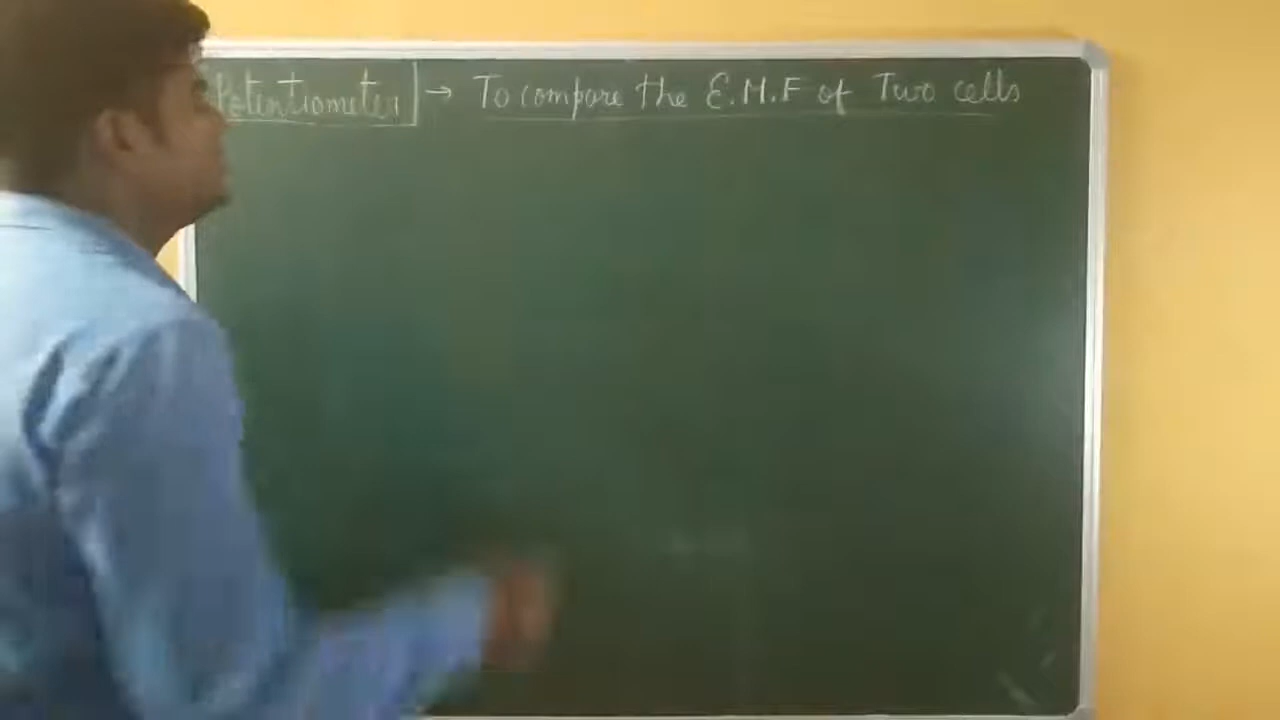 Potentiometer → To compare the E.M.F of Two cells